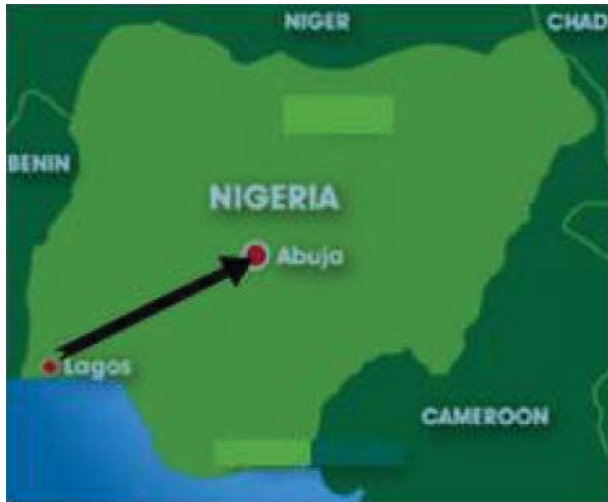 NIGER
CHAD
BENIN
NIGERIA
Abuja
Lagos
CAMEROON